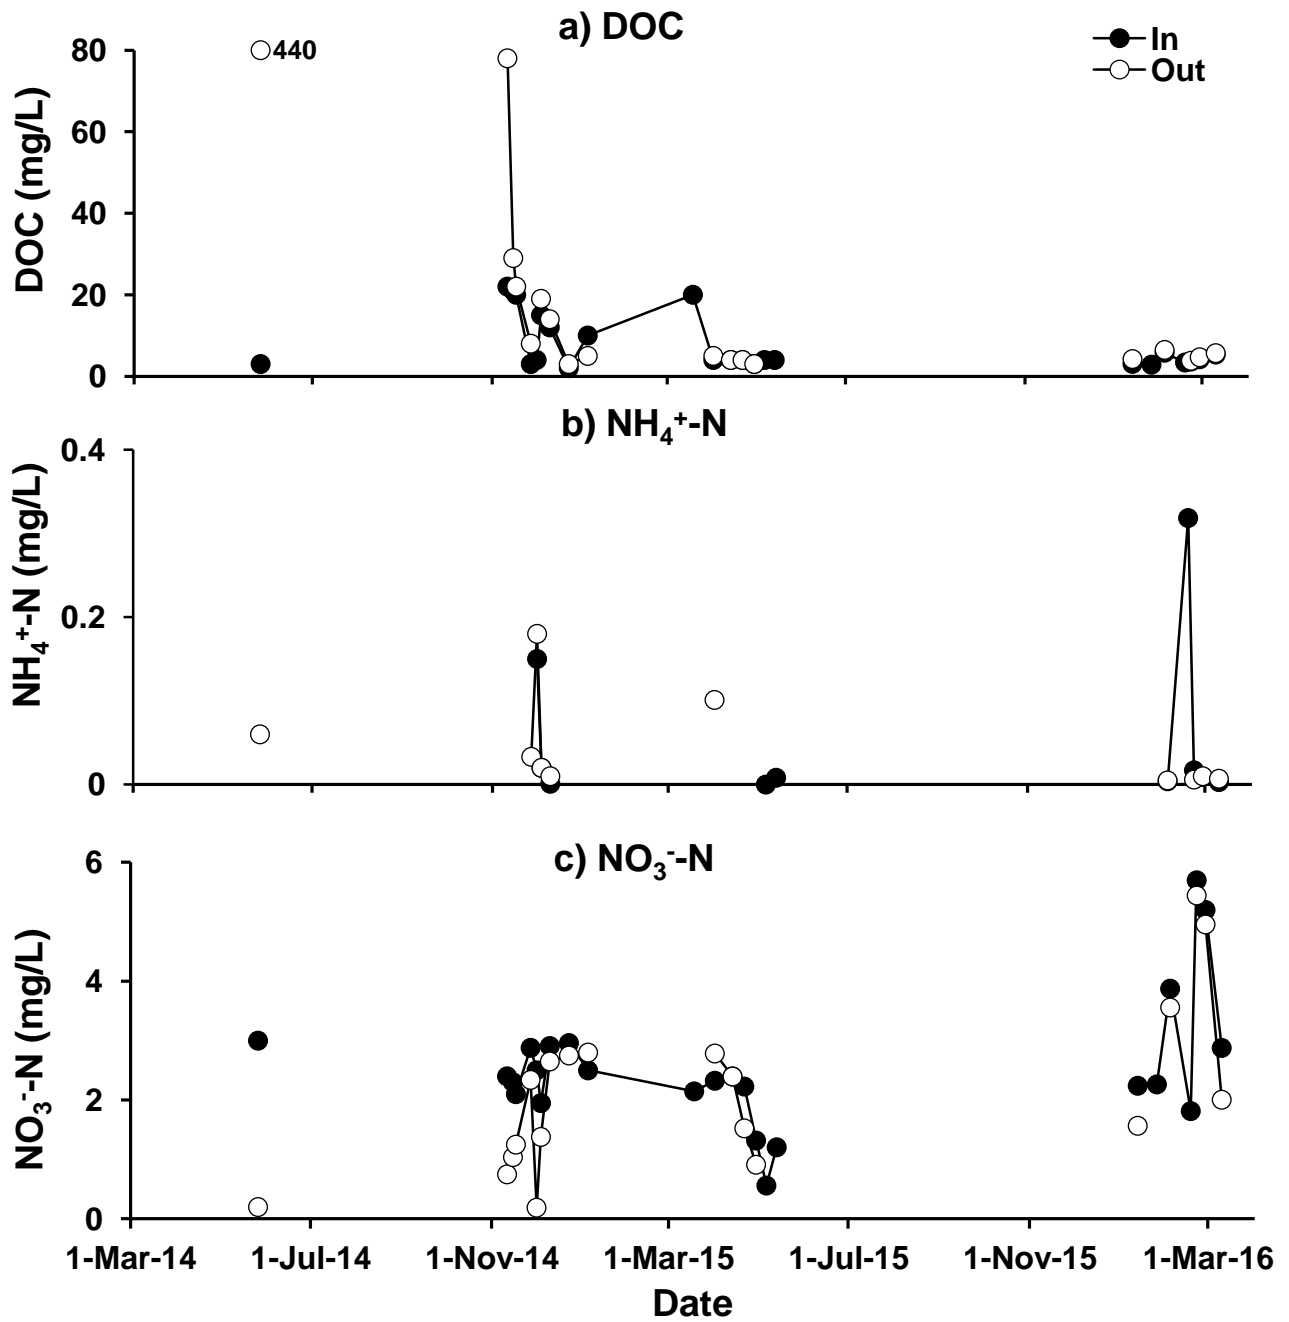 a) DOC
In
Out
440
80
60
40
20
0
DOC (mg/L)
b) NH₄⁺-N
0.4
0.2
0
NH₄⁺-N (mg/L)
c) NO₃⁻-N
6
4
2
0
NO₃⁻-N (mg/L)
1-Mar-14 1-Jul-14 1-Nov-14 1-Mar-15 1-Jul-15 1-Nov-15 1-Mar-16
Date